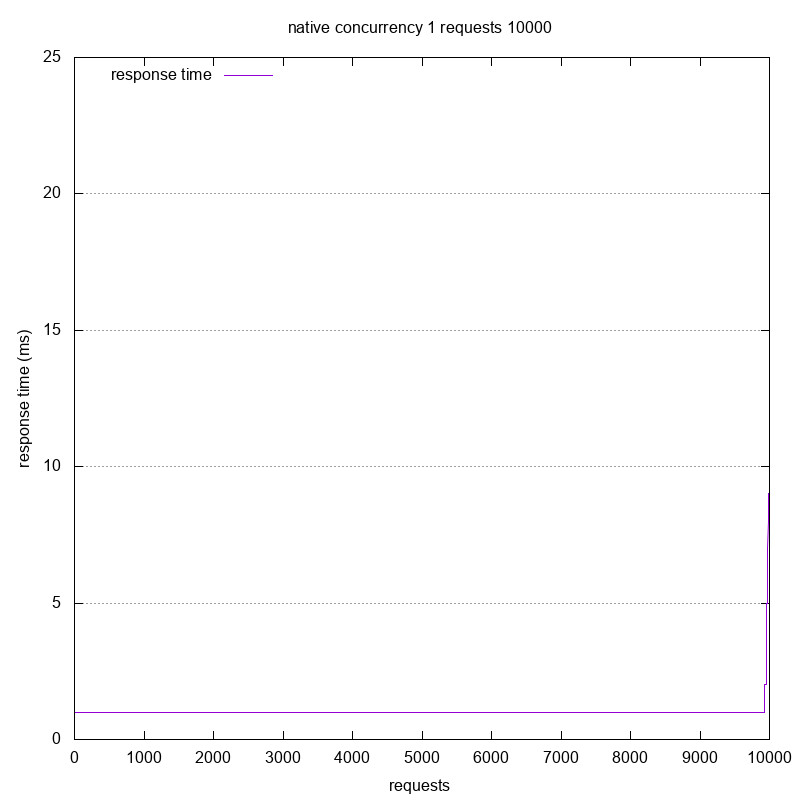 native concurrency 1 requests 10000
25
response time
20
15
10
5
0
response time (ms)
0 1000 2000 3000 4000 5000 6000 7000 8000 9000 10000
requests